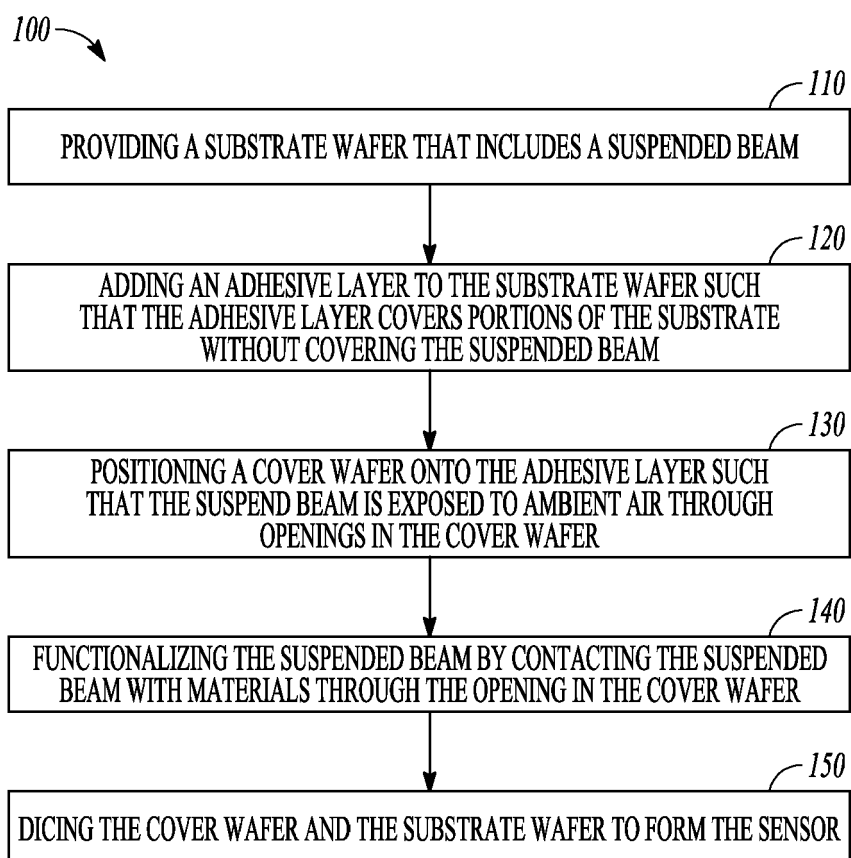 100
110
PROVIDING A SUBSTRATE WAFER THAT INCLUDES A SUSPENDED BEAM
120
ADDING AN ADHESIVE LAYER TO THE SUBSTRATE WAFER SUCH
THAT THE ADHESIVE LAYER COVERS PORTIONS OF THE SUBSTRATE
WITHOUT COVERING THE SUSPENDED BEAM
130
POSITIONING A COVER WAFER ONTO THE ADHESIVE LAYER SUCH
THAT THE SUSPEND BEAM IS EXPOSED TO AMBIENT AIR THROUGH
OPENINGS IN THE COVER WAFER
140
FUNCTIONALIZING THE SUSPENDED BEAM BY CONTACTING THE SUSPENDED
BEAM WITH MATERIALS THROUGH THE OPENING IN THE COVER WAFER
150
DICING THE COVER WAFER AND THE SUBSTRATE WAFER TO FORM THE SENSOR